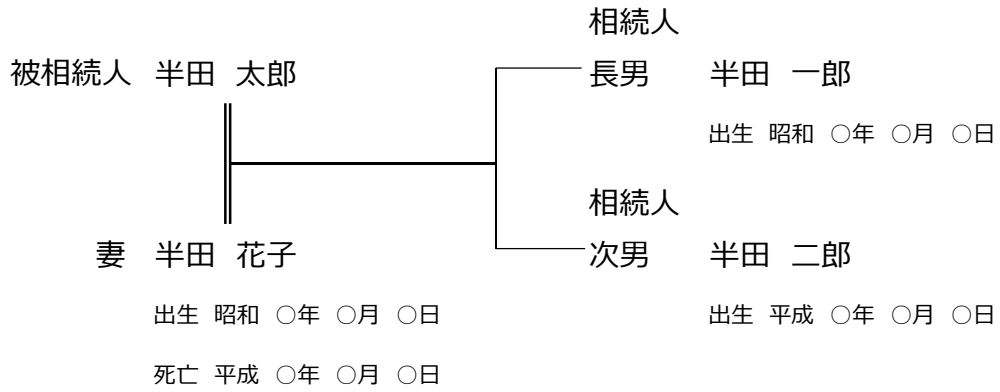 相続人
被相続人 半田 太郎
長男 半田 一郎
出生 昭和 ○年 ○月 ○日
相続人
妻 半田 花子
次男 半田 二郎
出生 昭和 ○年 ○月 ○日
出生 平成 ○年 ○月 ○日
死亡 平成 ○年 ○月 ○日